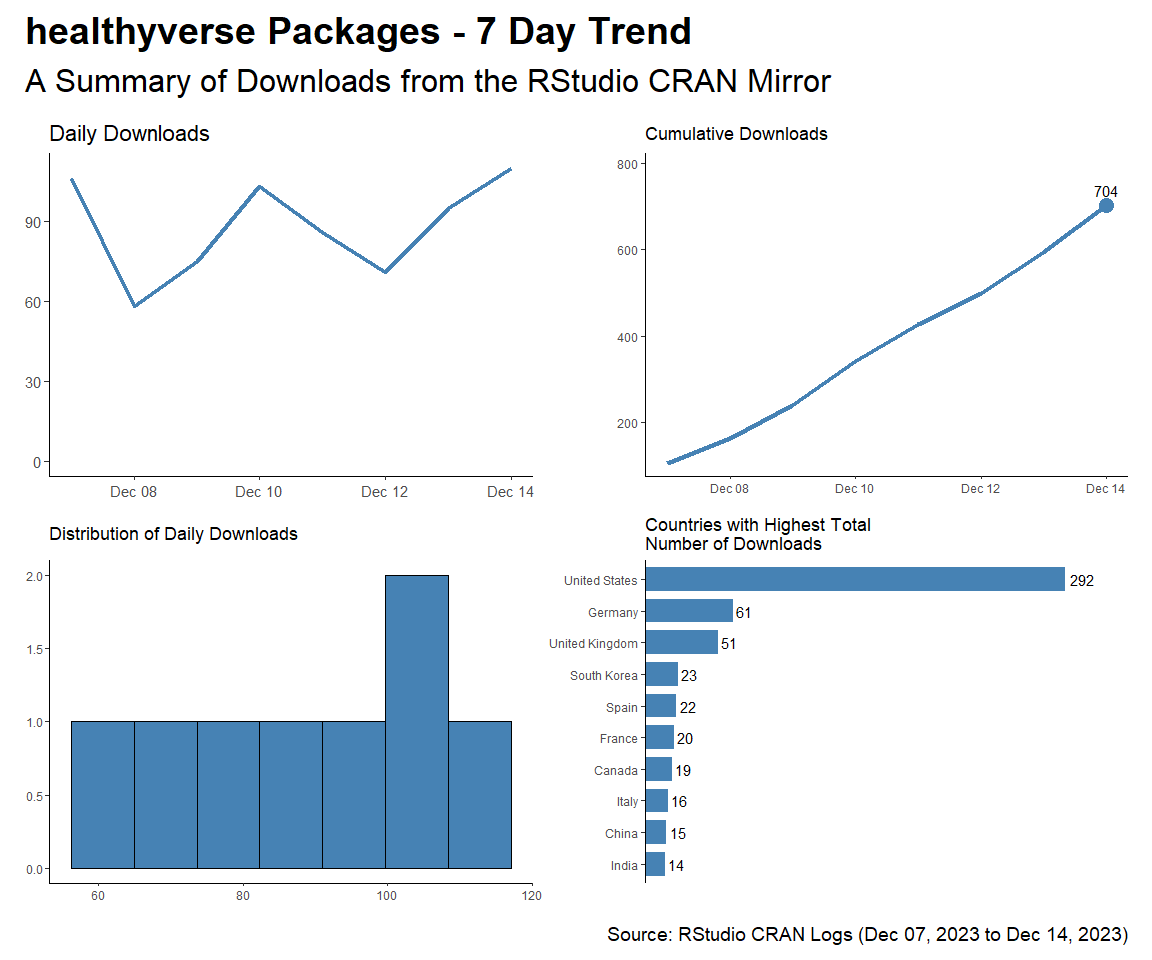 healthyverse Packages - 7 Day Trend
A Summary of Downloads from the RStudio CRAN Mirror
Daily Downloads
90
60
30
0
Dec 08 Dec 10 Dec 12 Dec 14
Cumulative Downloads
800
600
400
200
704
Dec 08 Dec 10 Dec 12 Dec 14
Distribution of Daily Downloads
2.0
1.5
1.0
0.5
0.0
60 80 100 120
Countries with Highest Total
Number of Downloads
United States 292
Germany 61
United Kingdom 51
South Korea 23
Spain 22
France 20
Canada 19
Italy 16
China 15
India 14
Source: RStudio CRAN Logs (Dec 07, 2023 to Dec 14, 2023)